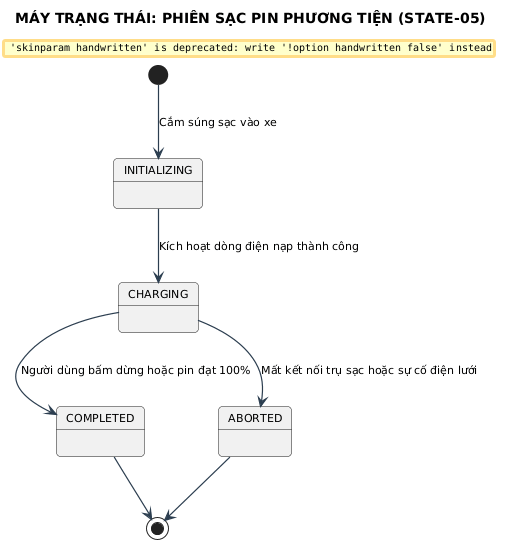 MÁY TRẠNG THÁI: PHIÊN SẠC PIN PHƯƠNG TIỆN (STATE-05)
'skinparam handwritten' is deprecated: write '!option handwritten false' instead
Cắm súng sạc vào xe
INITIALIZING
Kích hoạt dòng điện nạp thành công
CHARGING
Người dùng bấm dừng hoặc pin đạt 100%
Mất kết nối trụ sạc hoặc sự cố điện lưới
COMPLETED
ABORTED